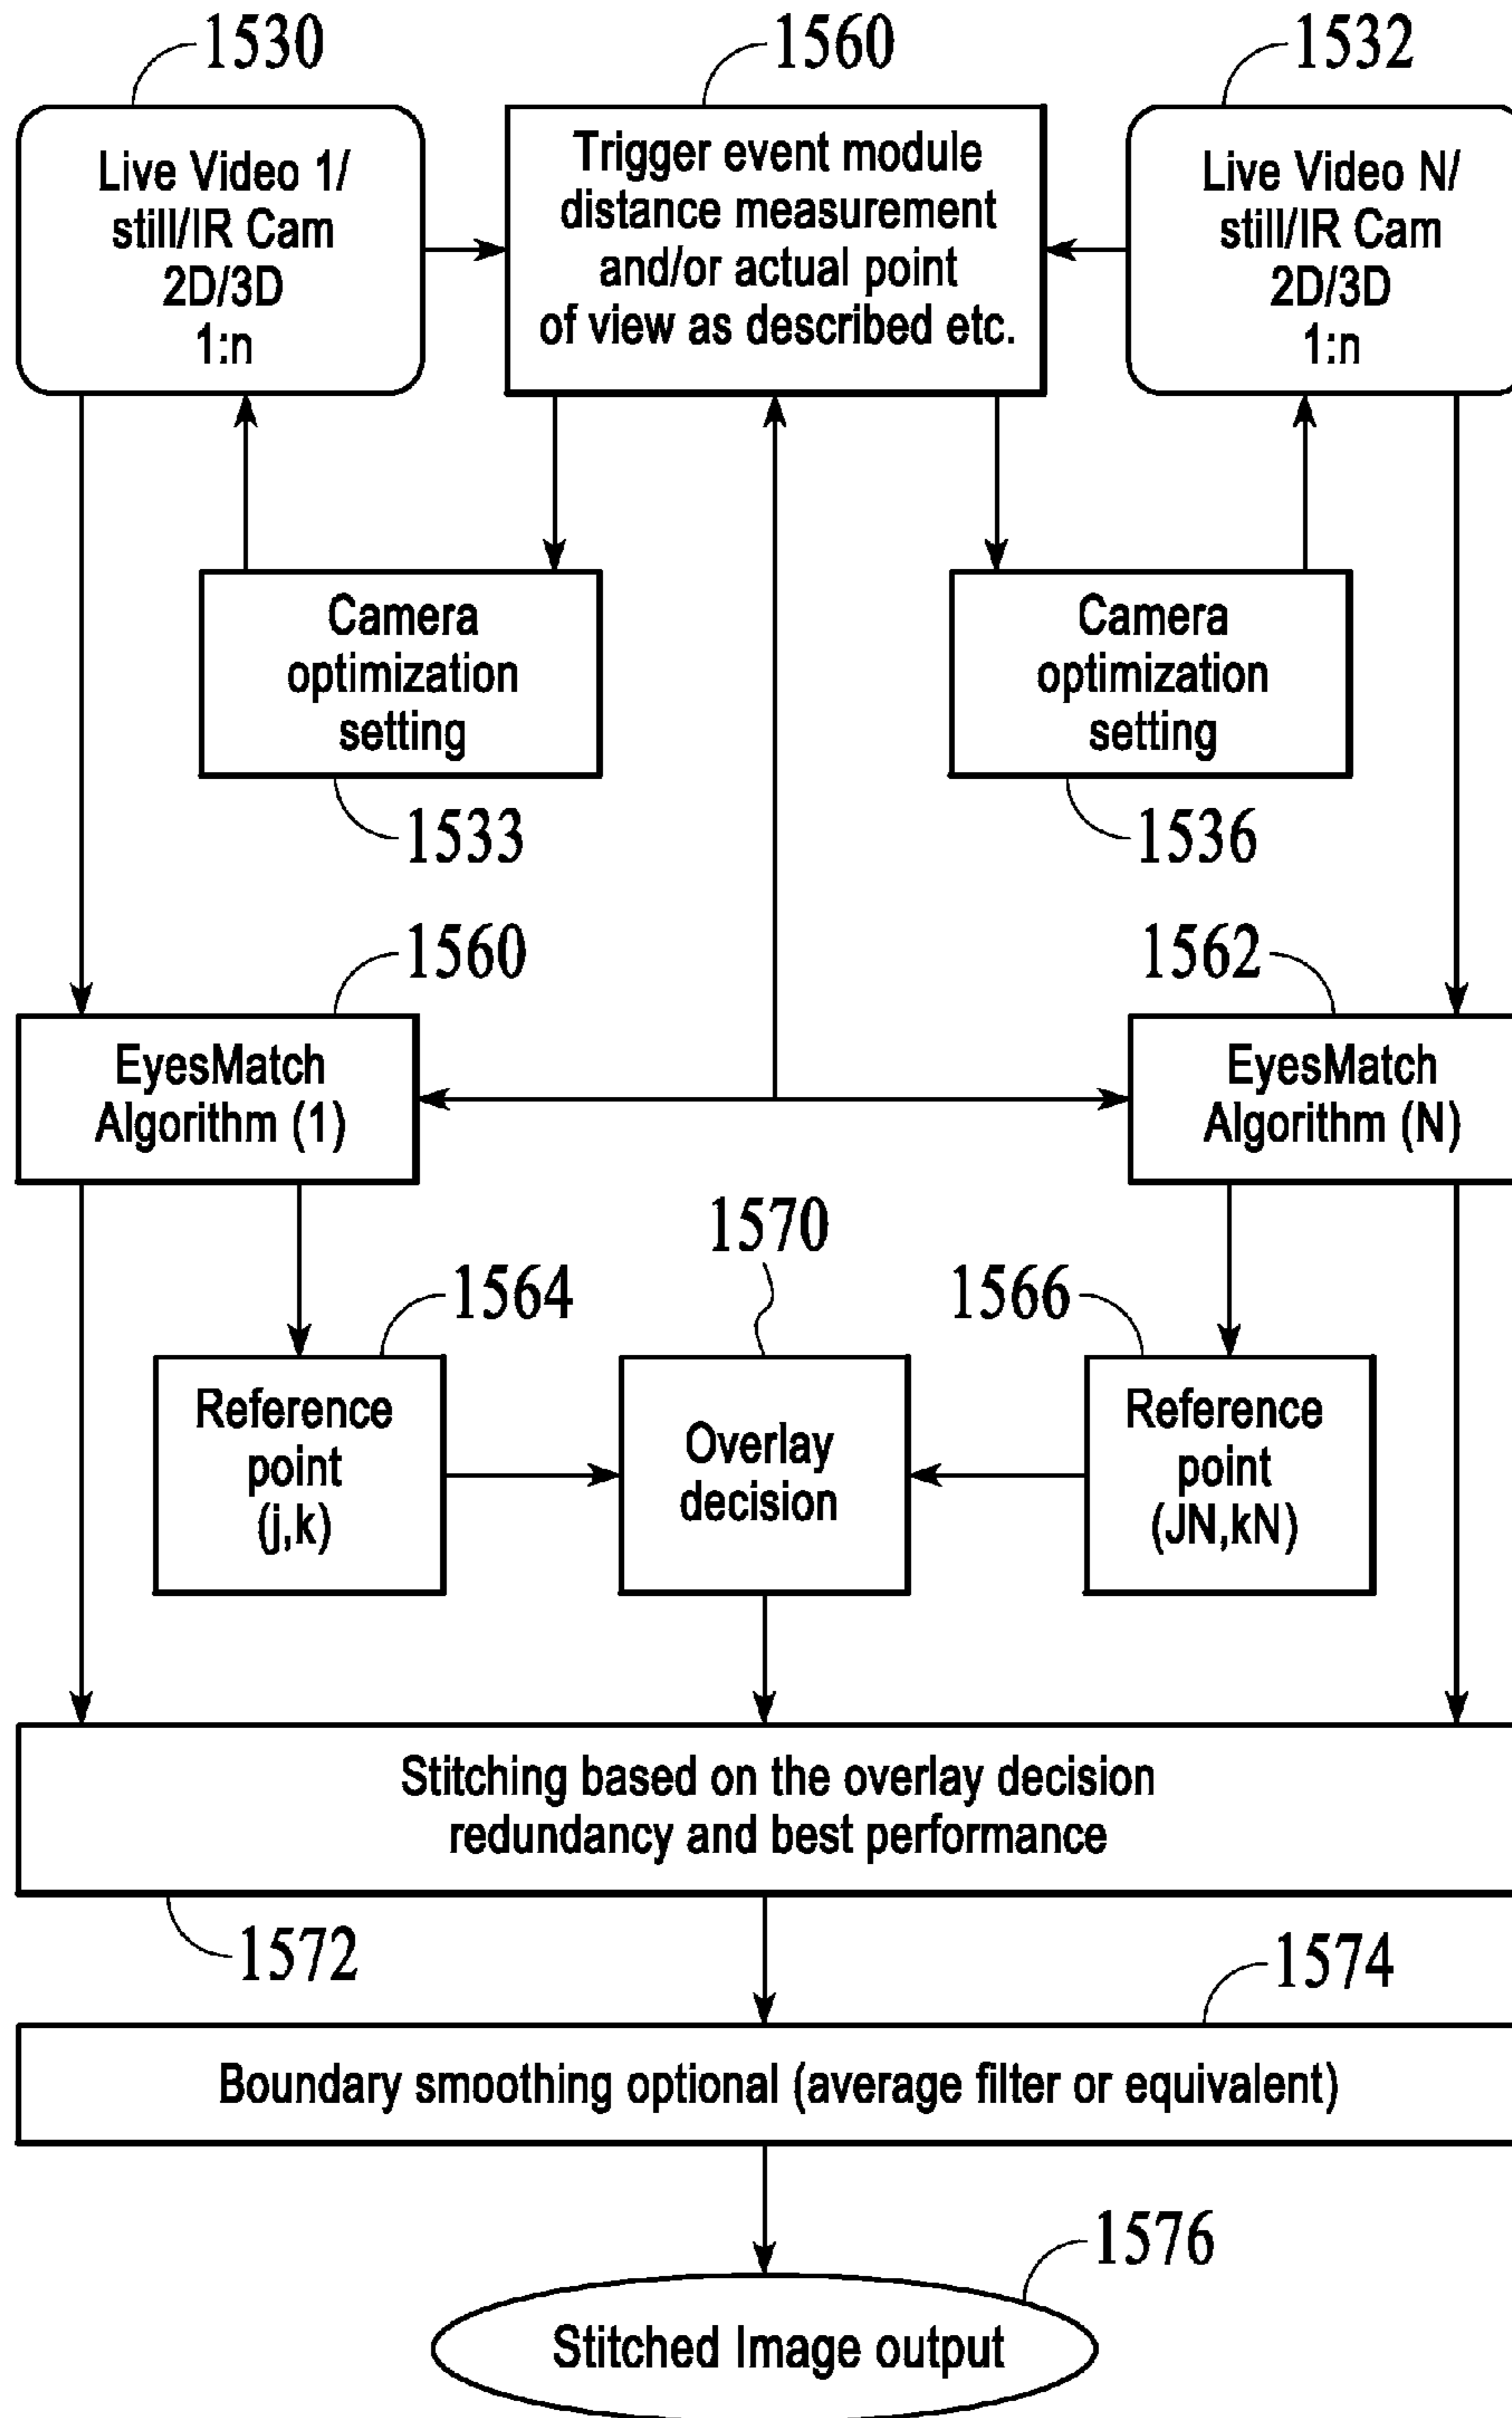 1530
1560
1532
Live Video 1/
still/IR Cam
2D/3D
1:n
Trigger event module
distance measurement
and/or actual point
of view as described etc.
Live Video N/
still/IR Cam
2D/3D
1:n
Camera
optimization
setting
Camera
optimization
setting
1533
1536
1560
1562
EyesMatch
Algorithm (1)
EyesMatch
Algorithm (N)
1570
1564
1566
Reference
point
(j,k)
Overlay
decision
Reference
point
(JN,kN)
Stitching based on the overlay decision
redundancy and best performance
1572
1574
Boundary smoothing optional (average filter or equivalent)
1576
Stitched Image output